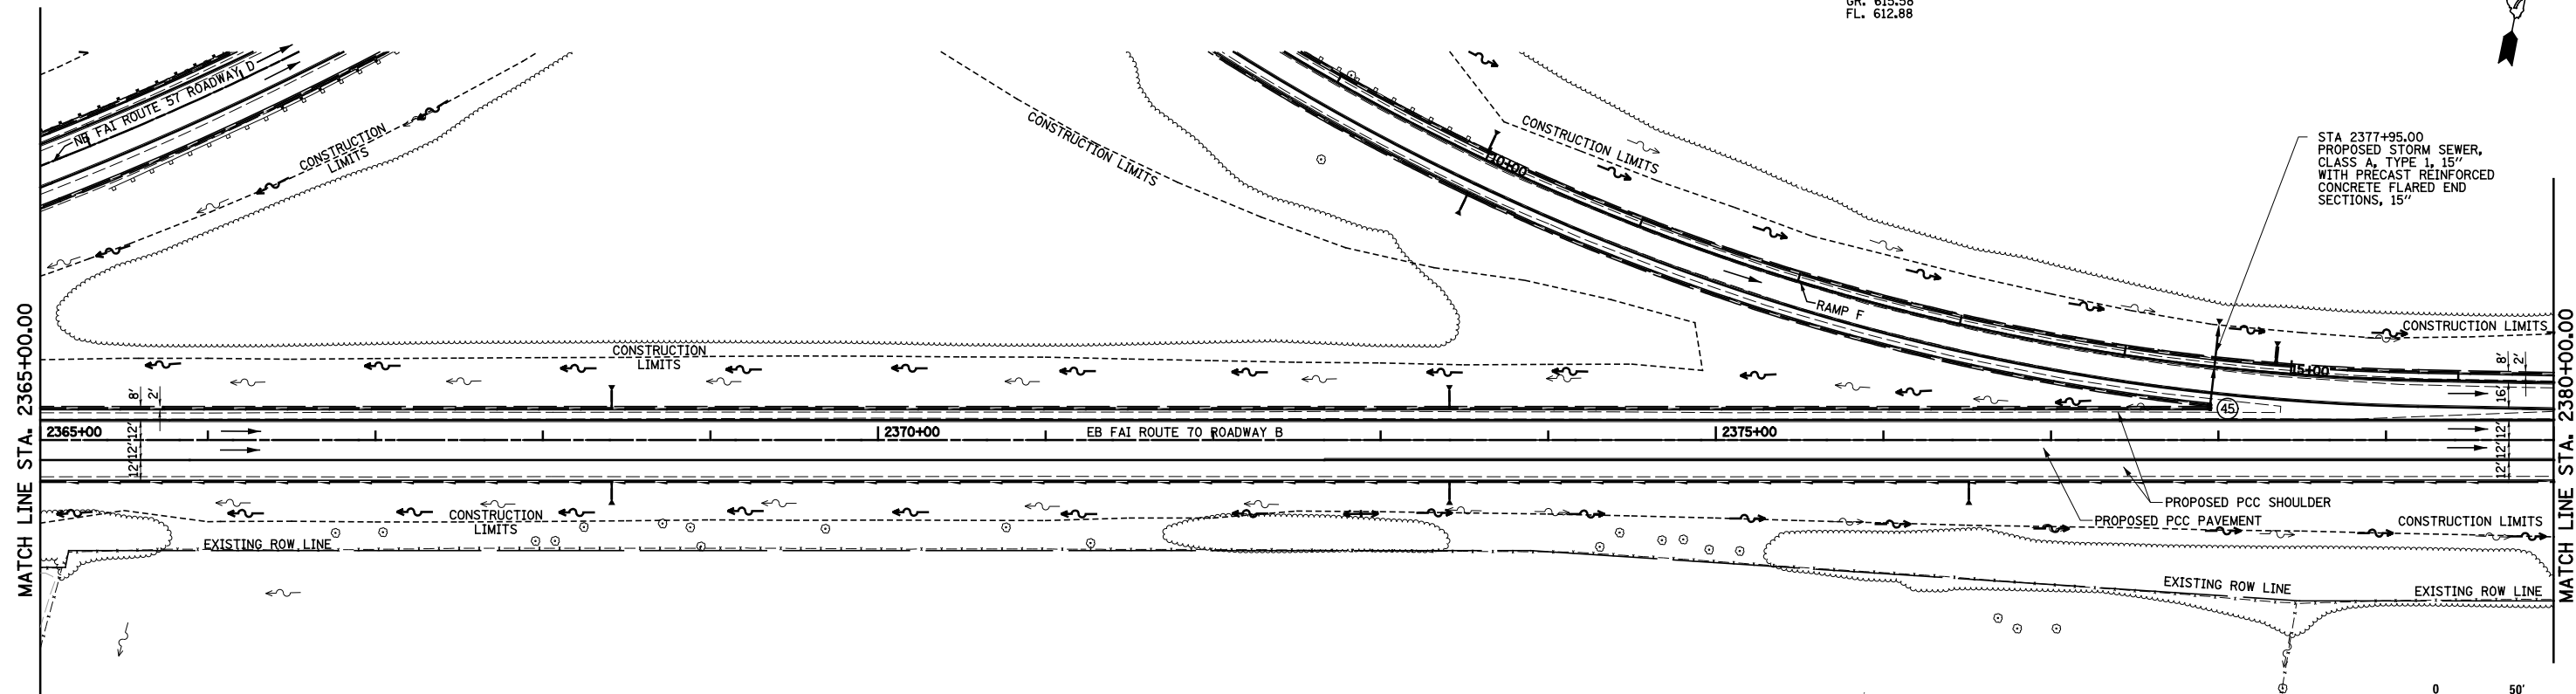 GR. 615.58
FL. 612.88
NB FAI ROUTE 57 ROADWAY D
CONSTRUCTION
LIMITS
CONSTRUCTION LIMITS
CONSTRUCTION LIMITS
10+00
STA 2377+95.00
PROPOSED STORM SEWER,
CLASS A, TYPE 1, 15"
WITH PRECAST REINFORCED
CONCRETE FLARED END
SECTIONS, 15"
RAMP F
CONSTRUCTION LIMITS
MATCH LINE STA. 2365+00.00
MATCH LINE STA. 2380+00.00
CONSTRUCTION
LIMITS
15+00
8'
2'
8'
2'
16'
45
2365+00
2370+00
EB FAI ROUTE 70 ROADWAY B
2375+00
12'12'12'
12'12'12'
PROPOSED PCC SHOULDER
PROPOSED PCC PAVEMENT
CONSTRUCTION
LIMITS
CONSTRUCTION LIMITS
EXISTING ROW LINE
EXISTING ROW LINE
EXISTING ROW LINE
0
50'